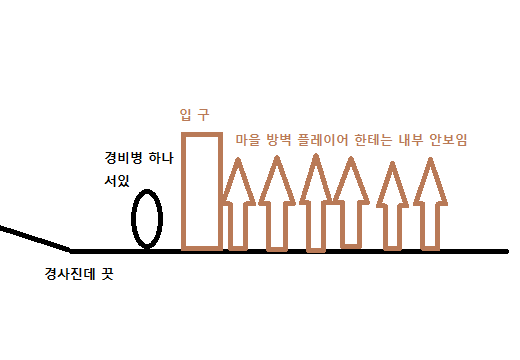 입 구
마을 방벽 플레이어 한테는 내부 안보임
경비병 하나
서있
경사진데 끗